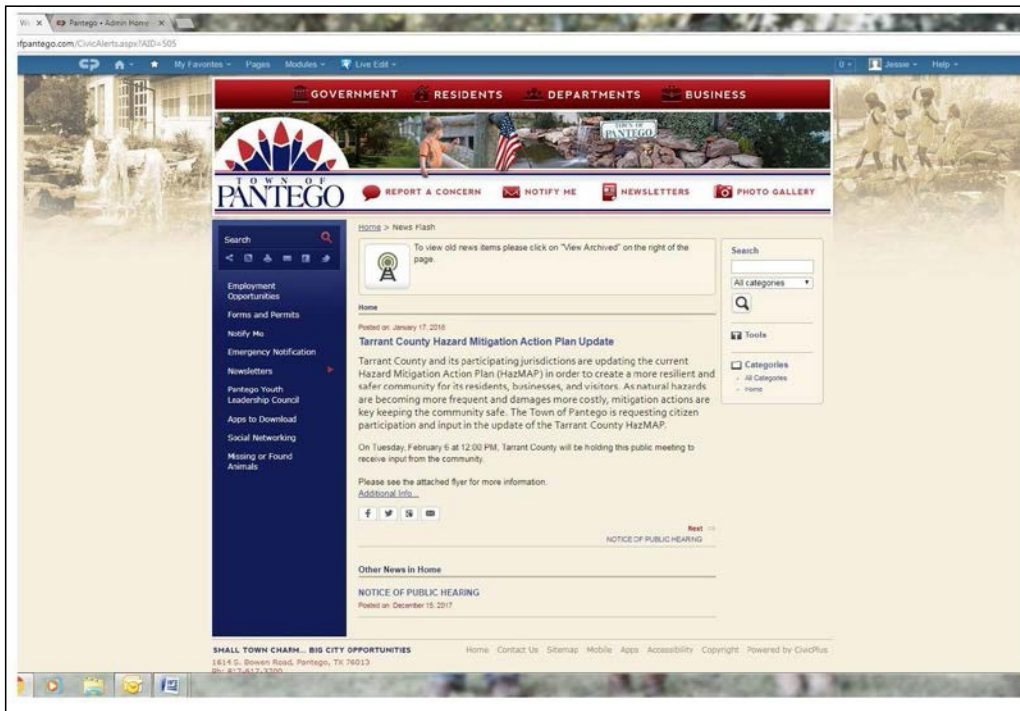 Pantego • Admin Home
fpantego.com/CivicAlerts.aspx?AID=505
CP My Favorites Pages Modules Live Edit 0 Jessie Help
GOVERNMENT RESIDENTS DEPARTMENTS BUSINESS
TOWN OF
PANTEGO
TOWN OF
PANTEGO
REPORT A CONCERN NOTIFY ME NEWSLETTERS PHOTO GALLERY
Search
Employment
Opportunities
Forms and Permits
Notify Me
Emergency Notification
Newsletters
Pantego Youth
Leadership Council
Apps to Download
Social Networking
Missing or Found
Animals
Home > News Flash
To view old news items please click on "View Archived" on the right of the
page.
Home
Posted on: January 17, 2018
Tarrant County Hazard Mitigation Action Plan Update
Tarrant County and its participating jurisdictions are updating the current
Hazard Mitigation Action Plan (HazMAP) in order to create a more resilient and
safer community for its residents, businesses, and visitors. As natural hazards
are becoming more frequent and damages more costly, mitigation actions are
key keeping the community safe. The Town of Pantego is requesting citizen
participation and input in the update of the Tarrant County HazMAP.
On Tuesday, February 6 at 12:00 PM, Tarrant County will be holding this public meeting to
receive input from the community.
Please see the attached flyer for more information.
Additional Info...
Next >>
NOTICE OF PUBLIC HEARING
Other News in Home
NOTICE OF PUBLIC HEARING
Posted on: December 15, 2017
Search
All categories
Tools
Categories
All Categories
Home
SMALL TOWN CHARM... BIG CITY OPPORTUNITIES
1614 S. Bowen Road, Pantego, TX 76013
Ph: 817-617-3700
Home Contact Us Sitemap Mobile Apps Accessibility Copyright Powered by CivicPlus